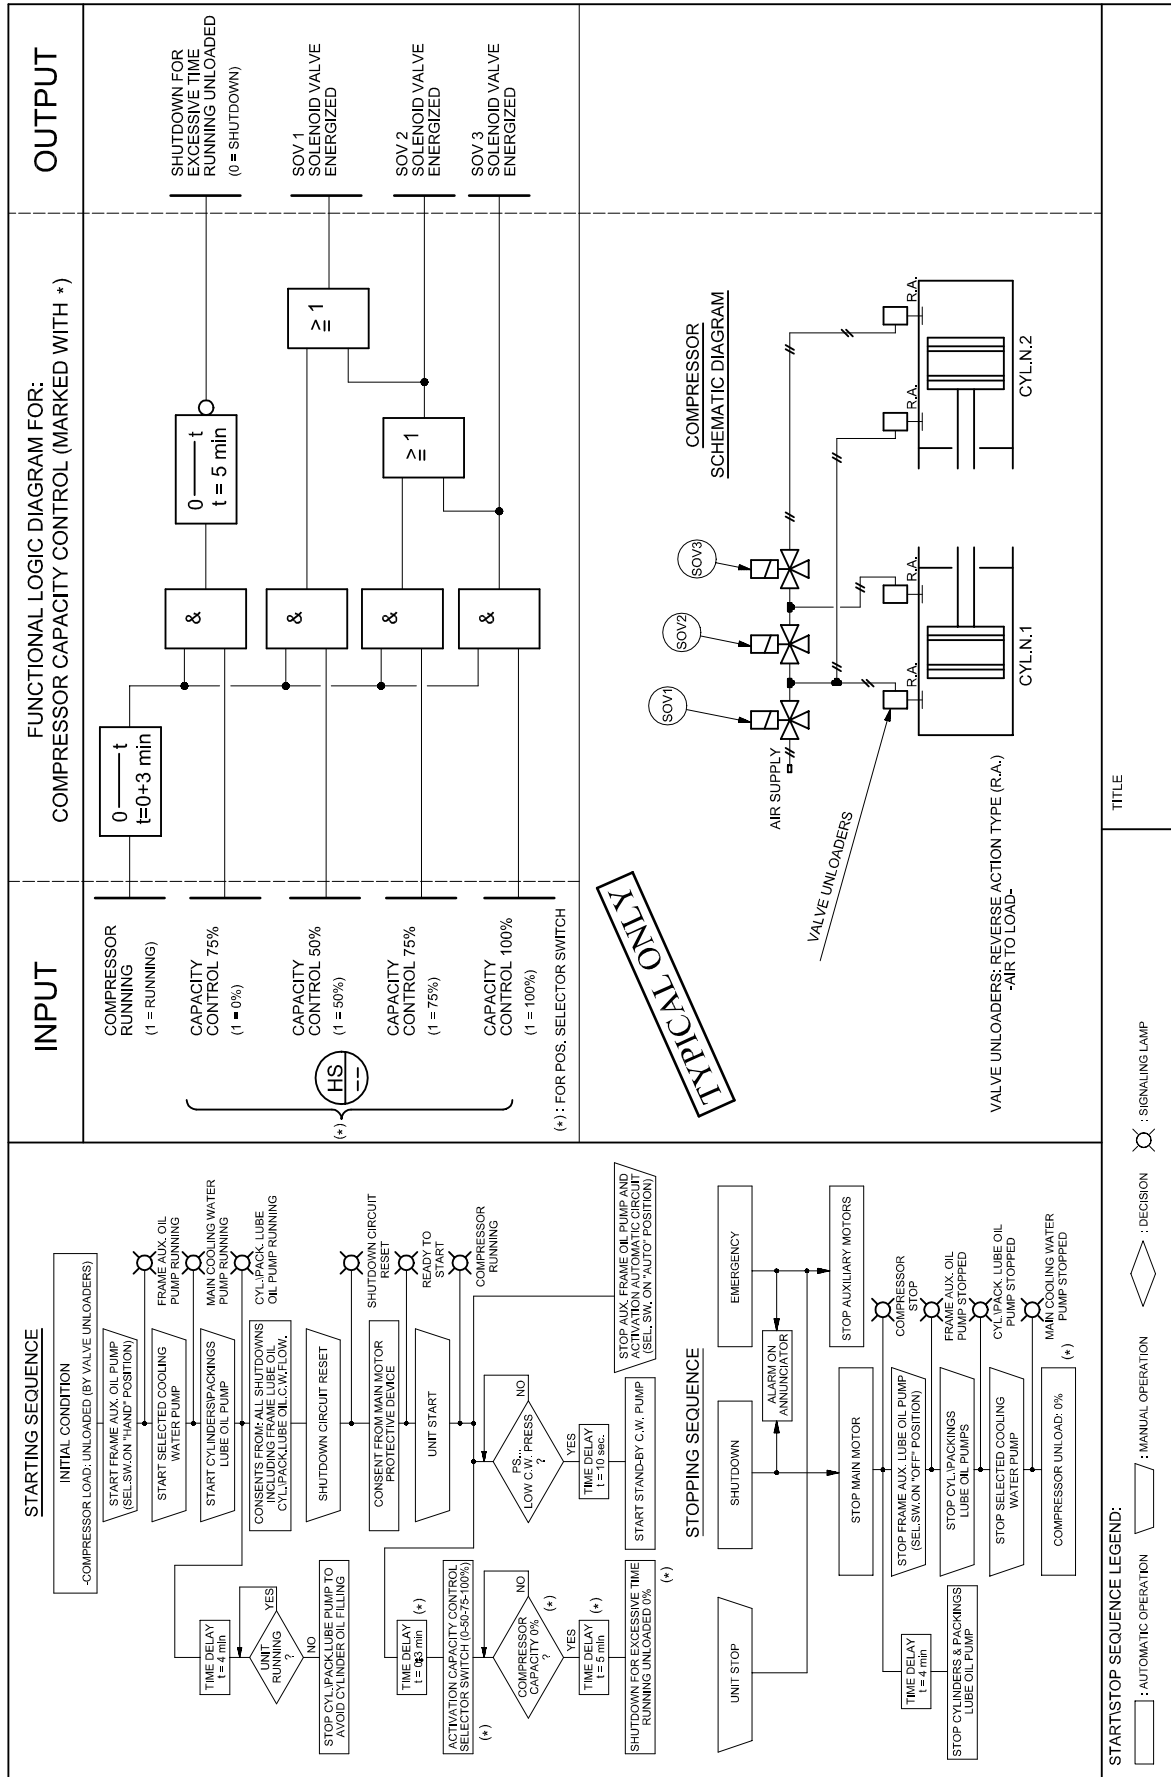 STARTING SEQUENCE
INITIAL CONDITION
-COMPRESSOR LOAD: UNLOADED (BY VALVE UNLOADERS)
START FRAME AUX. OIL PUMP
(SEL.SW.ON "HAND" POSITION)
FRAME AUX. OIL
PUMP RUNNING
START SELECTED COOLING
WATER PUMP
MAIN COOLING WATER
PUMP RUNNING
START CYLINDERS\PACKINGS
LUBE OIL PUMP
CYL.\PACK. LUBE
OIL PUMP RUNNING
TIME DELAY
t = 4 min
CONSENTS FROM: ALL SHUTDOWNS
INCLUDING FRAME LUBE OIL
CYL.\PACK.LUBE OIL.C.W.FLOW.
UNIT
RUNNING
?
YES
NO
STOP CYL.\PACK.LUBE PUMP TO
AVOID CYLINDER OIL FILLING
SHUTDOWN CIRCUIT RESET
SHUTDOWN CIRCUIT
RESET
CONSENT FROM MAIN MOTOR
PROTECTIVE DEVICE
READY TO
START
UNIT START
COMPRESSOR
RUNNING
TIME DELAY
(*)
ACTIVATION CAPACITY CONTROL
SELECTOR SWITCH (0-50-75-100%)
(*)
COMPRESSOR
CAPACITY 0%
?
NO
(*)
YES
TIME DELAY
t = 5 min
(*)
SHUTDOWN FOR EXCESSIVE TIME
RUNNING UNLOADED 0%
(*)
PS...
LOW C.W. PRESS
?
NO
YES
TIME DELAY
t = 10 sec.
START STAND-BY C.W. PUMP
STOP AUX. FRAME OIL PUMP AND
ACTIVATION AUTOMATIC CIRCUIT
(SEL. SW. ON "AUTO" POSITION)
STOPPING SEQUENCE
UNIT STOP
SHUTDOWN
EMERGENCY
ALARM ON
ANNUNCIATOR
STOP MAIN MOTOR
STOP AUXILIARY MOTORS
COMPRESSOR
STOP
TIME DELAY
t = 4 min
STOP FRAME AUX. LUBE OIL PUMP
(SEL.SW.ON "OFF" POSITION)
FRAME AUX. OIL
PUMP STOPPED
STOP CYLINDERS & PACKINGS
LUBE OIL PUMP
STOP CYL.\PACKINGS
LUBE OIL PUMPS
CYL.\PACK. LUBE OIL
PUMP STOPPED
STOP SELECTED COOLING
WATER PUMP
MAIN COOLING WATER
PUMP STOPPED
COMPRESSOR UNLOAD: 0%
(*)
START\STOP SEQUENCE LEGEND:
: AUTOMATIC OPERATION
: MANUAL OPERATION
: DECISION
: SIGNALING LAMP
INPUT
FUNCTIONAL LOGIC DIAGRAM FOR:
COMPRESSOR CAPACITY CONTROL (MARKED WITH *)
OUTPUT
COMPRESSOR
RUNNING
(1 = RUNNING)
0 t
t=0+3 min
(*)
HS
--
CAPACITY
CONTROL 75%
(1 = 0%)
&
0 t
t = 5 min
SHUTDOWN FOR
EXCESSIVE TIME
RUNNING UNLOADED
(0 = SHUTDOWN)
CAPACITY
CONTROL 50%
(1 = 50%)
&
≥ 1
SOV 1
SOLENOID VALVE
ENERGIZED
CAPACITY
CONTROL 75%
(1 = 75%)
&
≥ 1
SOV 2
SOLENOID VALVE
ENERGIZED
CAPACITY
CONTROL 100%
(1 = 100%)
&
SOV 3
SOLENOID VALVE
ENERGIZED
(*) : FOR POS. SELECTOR SWITCH
TYPICAL ONLY
COMPRESSOR
SCHEMATIC DIAGRAM
SOV1
SOV2
SOV3
AIR SUPPLY
VALVE UNLOADERS
R.A.
R.A.
R.A.
R.A.
CYL.N.1
CYL.N.2
VALVE UNLOADERS: REVERSE ACTION TYPE (R.A.)
-AIR TO LOAD-
TITLE